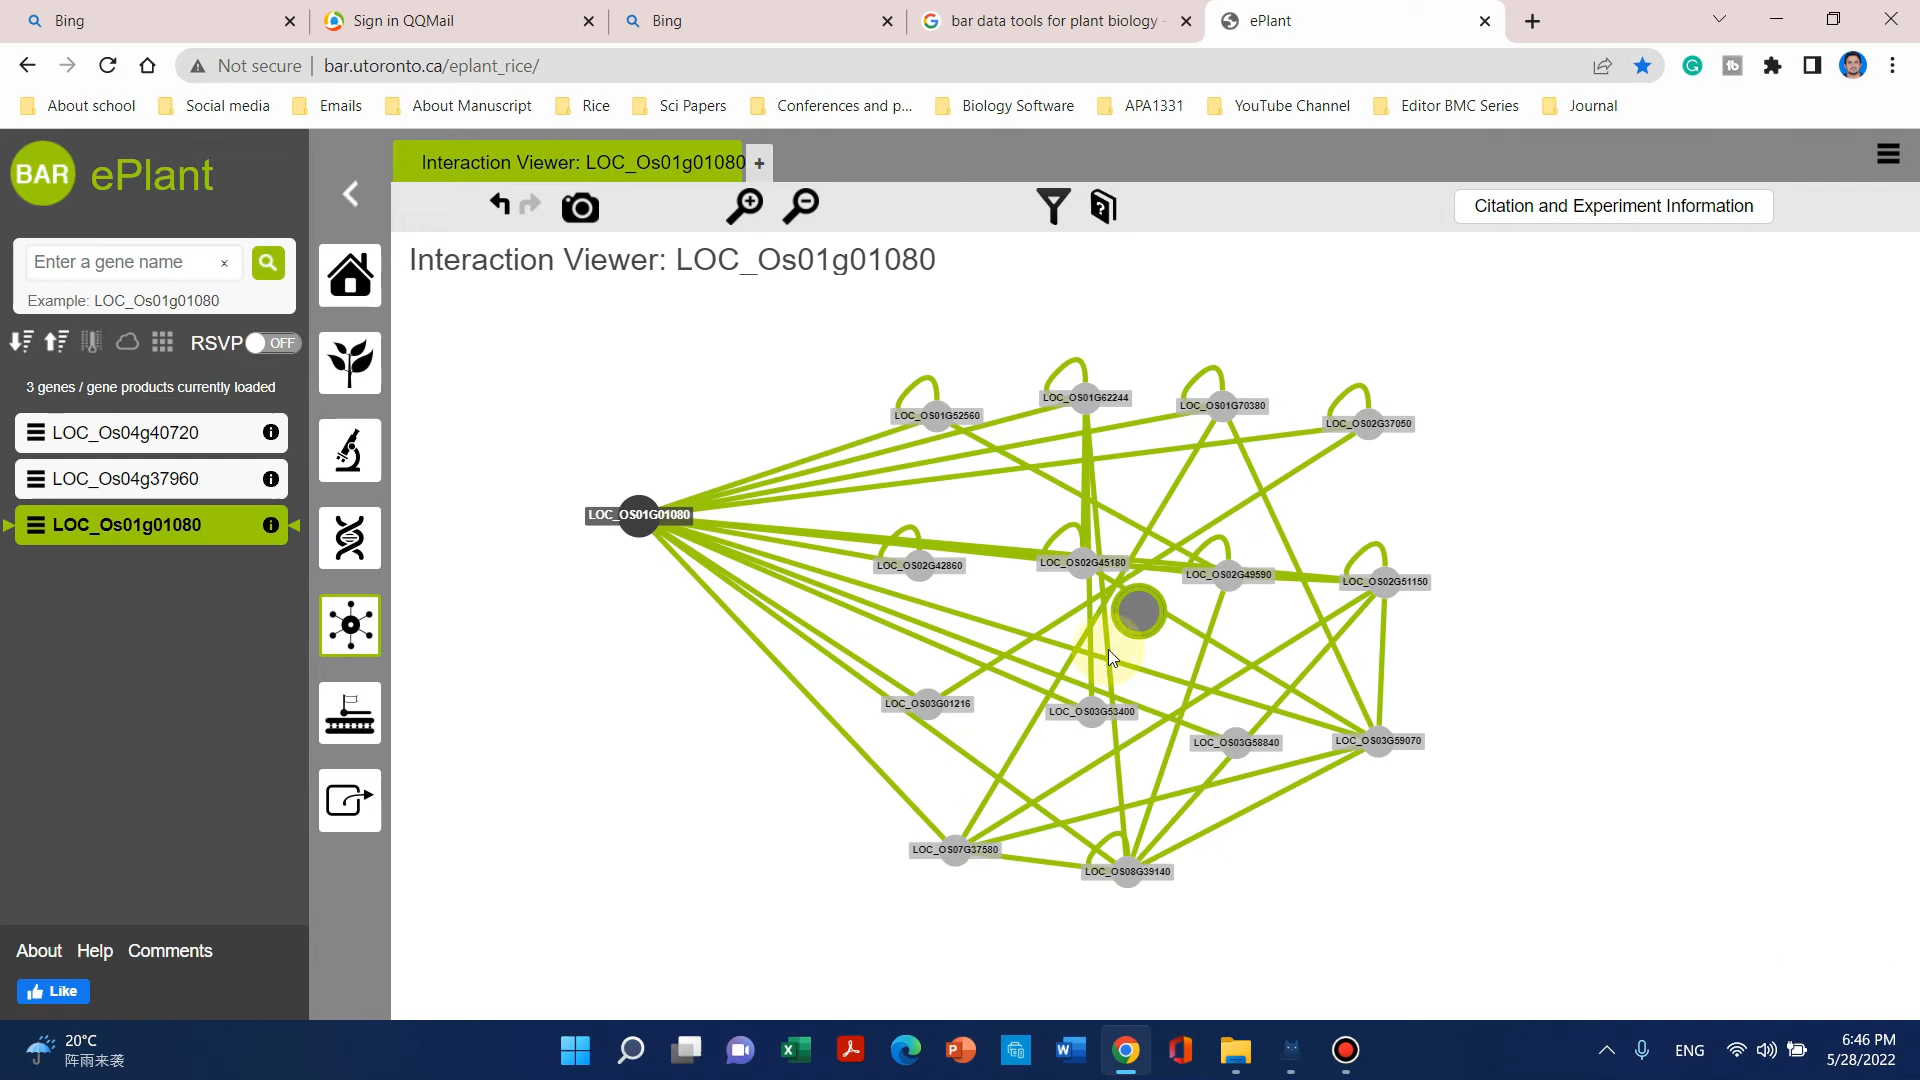 Bing
Sign in QQMail
Bing
bar data tools for plant biology -
ePlant
Not secure
bar.utoronto.ca/eplant_rice/
About school
Social media
Emails
About Manuscript
Rice
Sci Papers
Conferences and p...
Biology Software
APA1331
YouTube Channel
Editor BMC Series
Journal
BAR
ePlant
Interaction Viewer: LOC_Os01g01080
+
Citation and Experiment Information
Interaction Viewer: LOC_Os01g01080
Enter a gene name
×
Example: LOC_Os01g01080
RSVP
OFF
3 genes / gene products currently loaded
LOC_Os04g40720
LOC_Os04g37960
LOC_Os01g01080
LOC_OS01G62244
LOC_OS01G70380
LOC_OS01G52560
LOC_OS02G37050
LOC_OS01G01080
LOC_OS02G42860
LOC_OS02G45180
LOC_OS02G49590
LOC_OS02G51150
LOC_OS03G01216
LOC_OS03G53400
LOC_OS03G58840
LOC_OS03G59070
LOC_OS07G37580
LOC_OS08G39140
About
Help
Comments
Like
20°C
阵雨来袭
ENG
6:46 PM
5/28/2022